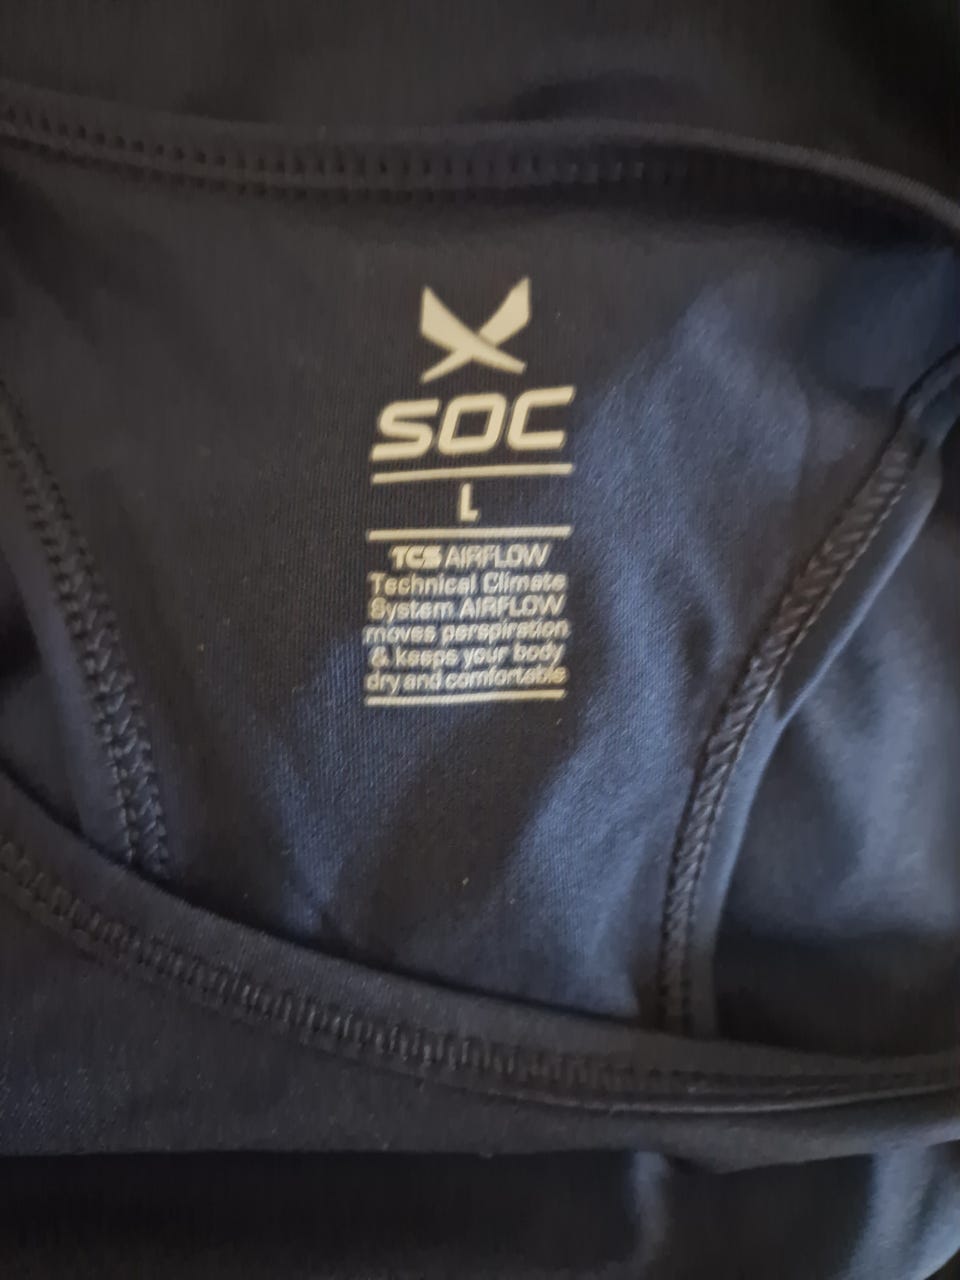 SOC
L
TCS AIRFLOW
Technical Climate
System AIRFLOW
moves perspiration
& keeps your body
dry and comfortable